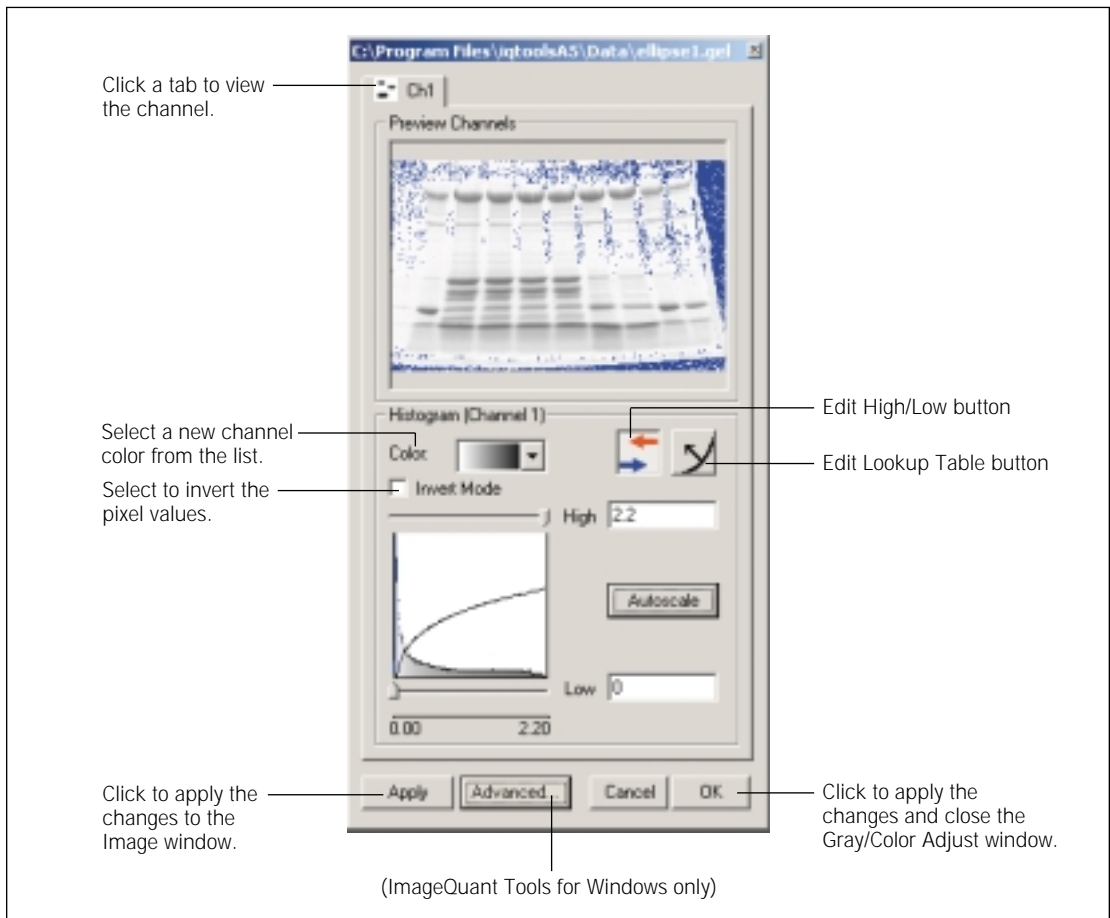 C:\Program Files\iqtoolsA5\Data\ellipse1.gel
Click a tab to view
the channel.
Ch1
Preview Channels
Histogram (Channel 1)
Select a new channel
color from the list.
Color:
Edit High/Low button
Edit Lookup Table button
Select to invert the
pixel values.
Invert Mode
High 2.2
Autoscale
Low 0
0.00 2.20
Click to apply the
changes to the
Image window.
Apply Advanced... Cancel OK
Click to apply the
changes and close the
Gray/Color Adjust window.
(ImageQuant Tools for Windows only)